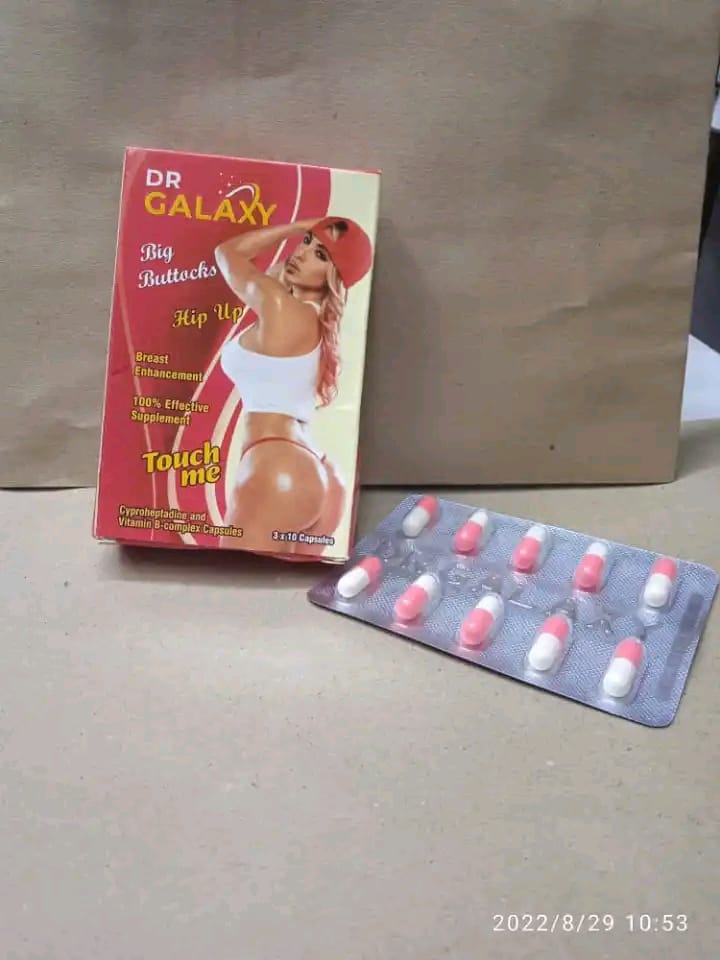 DR
GALAXY
Big
Buttocks
Hip Up
Breast
Enhancement
100% Effective
Supplement
Touch
me
Cyproheptadine and
Vitamin B-complex Capsules
3 x 10 Capsules
2022/8/29 10:53